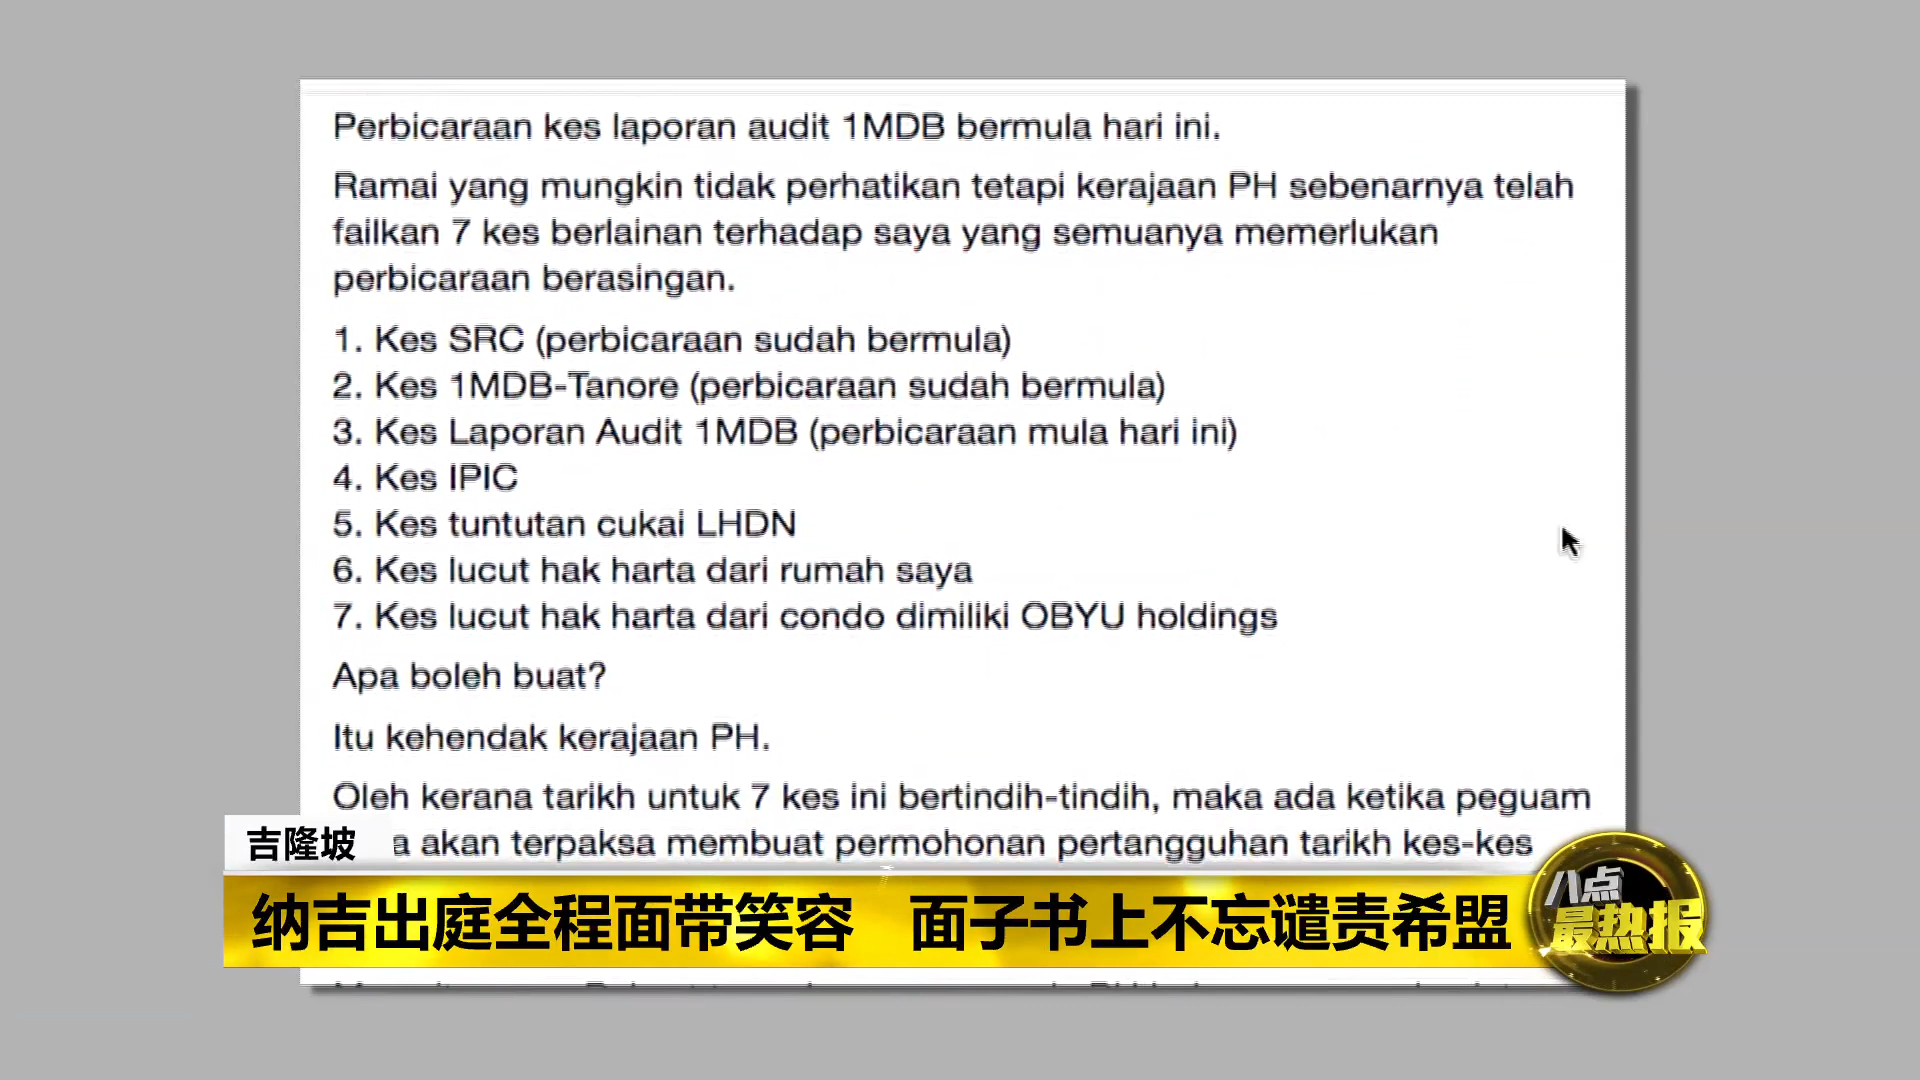 Perbicaraan kes laporan audit 1MDB bermula hari ini.
Ramai yang mungkin tidak perhatikan tetapi kerajaan PH sebenarnya telah
failkan 7 kes berlainan terhadap saya yang semuanya memerlukan
perbicaraan berasingan.
1. Kes SRC (perbicaraan sudah bermula)
2. Kes 1MDB-Tanore (perbicaraan sudah bermula)
3. Kes Laporan Audit 1MDB (perbicaraan mula hari ini)
4. Kes IPIC
5. Kes tuntutan cukai LHDN
6. Kes lucut hak harta dari rumah saya
7. Kes lucut hak harta dari condo dimiliki OBYU holdings
Apa boleh buat?
Itu kehendak kerajaan PH.
Oleh kerana tarikh untuk 7 kes ini bertindih-tindih, maka ada ketika peguam
akan terpaksa membuat permohonan pertangguhan tarikh kes-kes
吉隆坡
纳吉出庭全程面带笑容 面子书上不忘谴责希盟
八点
最热报